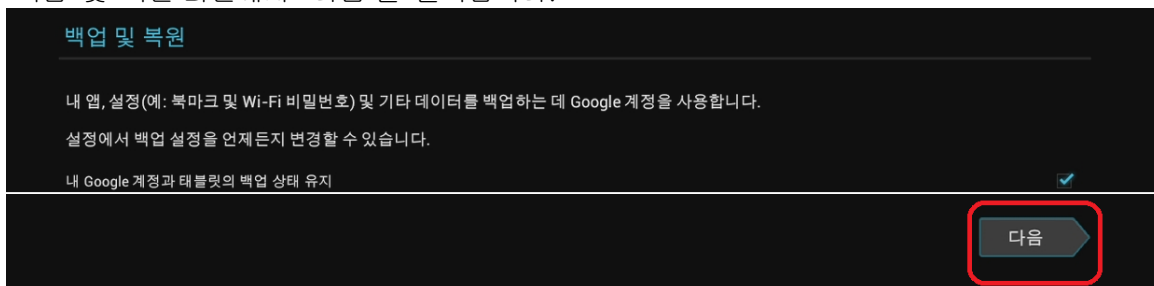 백업 및 복원
내 앱, 설정(예: 북마크 및 Wi-Fi 비밀번호) 및 기타 데이터를 백업하는 데 Google 계정을 사용합니다.
설정에서 백업 설정을 언제든지 변경할 수 있습니다.
내 Google 계정과 태블릿의 백업 상태 유지
다음